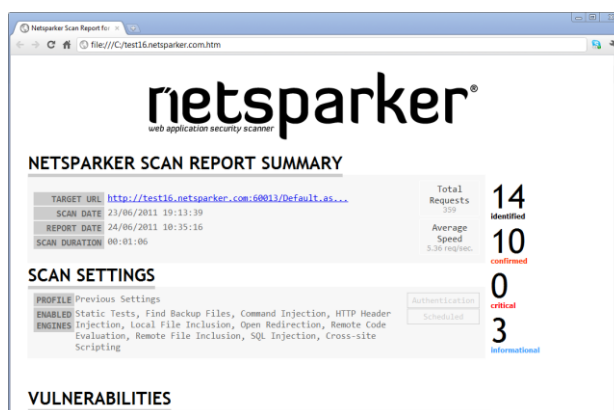 Netsparker Scan Report for
file:///C:/test16.netsparker.com.htm
netsparker®
web application security scanner
NETSPARKER SCAN REPORT SUMMARY
TARGET URL http://test16.netsparker.com:60013/Default.as...
SCAN DATE 23/06/2011 19:13:39
REPORT DATE 24/06/2011 10:35:16
SCAN DURATION 00:01:06
Total
Requests
359
Average
Speed
5.36 req/sec.
14
identified
10
confirmed
0
critical
3
informational
SCAN SETTINGS
PROFILE Previous Settings
ENABLED Static Tests, Find Backup Files, Command Injection, HTTP Header
ENGINES Injection, Local File Inclusion, Open Redirection, Remote Code
Evaluation, Remote File Inclusion, SQL Injection, Cross-site
Scripting
Authentication
Scheduled
VULNERABILITIES